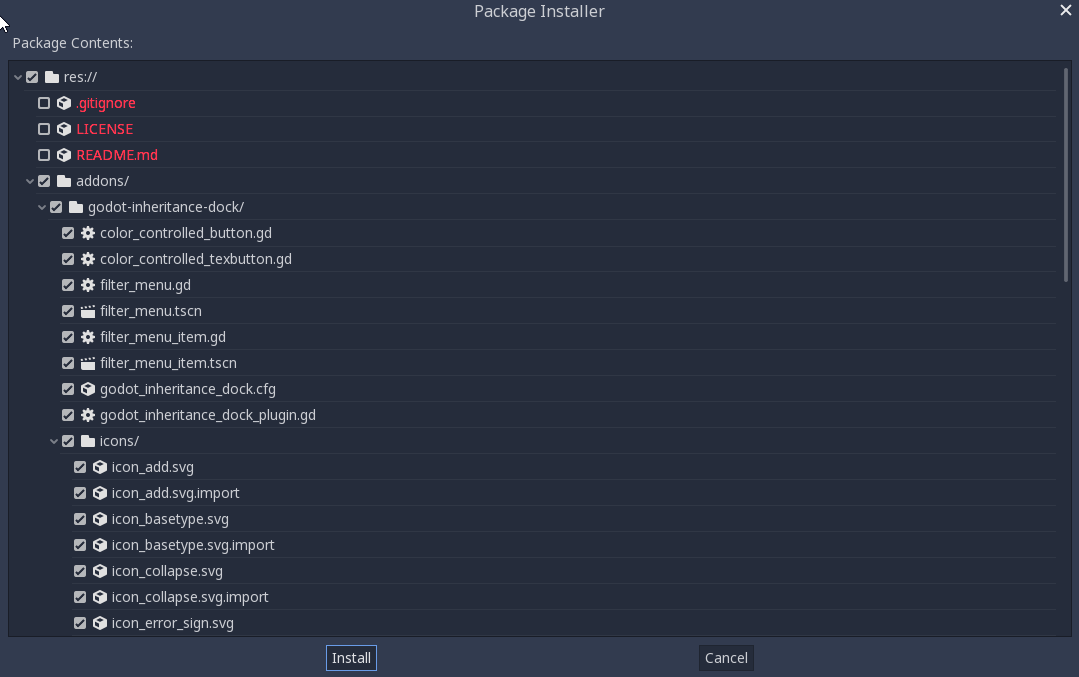 Package Installer
Package Contents:
res://
.gitignore
LICENSE
README.md
addons/
godot-inheritance-dock/
color_controlled_button.gd
color_controlled_texbutton.gd
filter_menu.gd
filter_menu.tscn
filter_menu_item.gd
filter_menu_item.tscn
godot_inheritance_dock.cfg
godot_inheritance_dock_plugin.gd
icons/
icon_add.svg
icon_add.svg.import
icon_basetype.svg
icon_basetype.svg.import
icon_collapse.svg
icon_collapse.svg.import
icon_error_sign.svg
Install Cancel